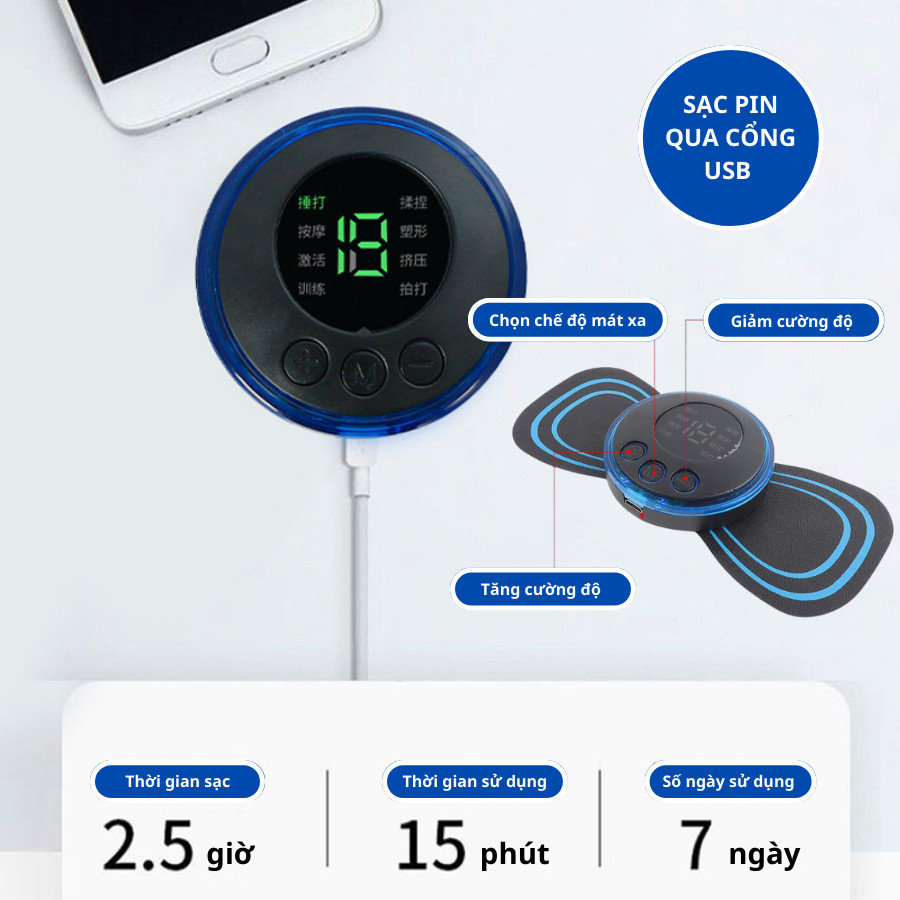 SẠC PIN
QUA CỔNG
USB
捶打
揉捏
按摩
塑形
激活
挤压
训练
拍打
18
M
Chọn chế độ mát xa
Giảm cường độ
Tăng cường độ
Thời gian sạc
Thời gian sử dụng
Số ngày sử dụng
2.5 giờ
15 phút
7 ngày